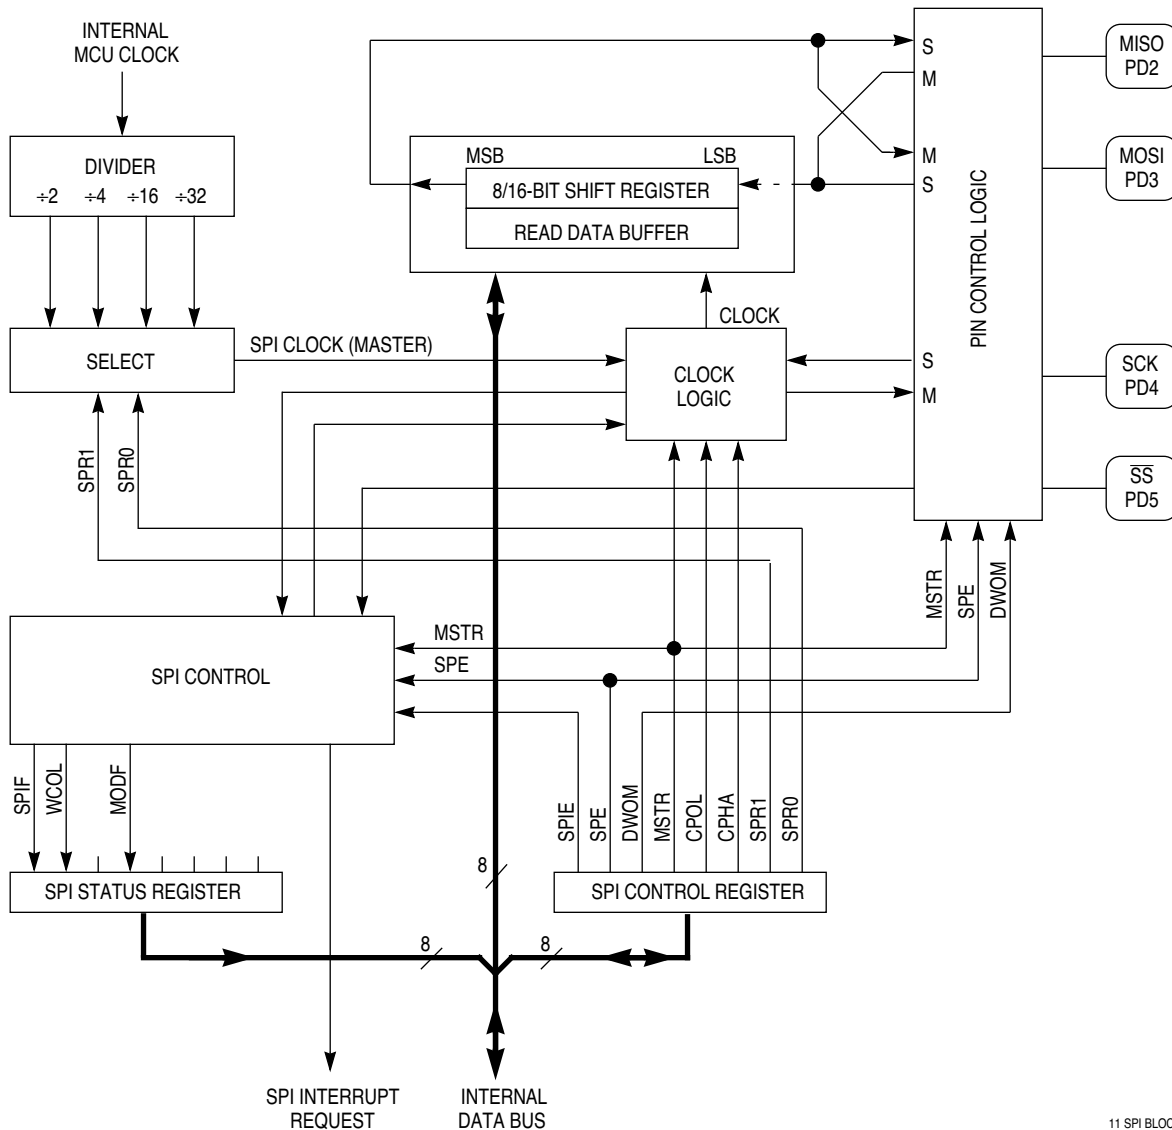 INTERNAL
MCU CLOCK
DIVIDER
÷2 ÷4 ÷16 ÷32
SELECT
SPR1
SPR0
SPI CLOCK (MASTER)
MSB LSB
8/16-BIT SHIFT REGISTER
READ DATA BUFFER
CLOCK
CLOCK
LOGIC
S
M
M
S
S
M
PIN CONTROL LOGIC
MISO
PD2
MOSI
PD3
SCK
PD4
SS
PD5
MSTR
SPE
DWOM
SPI CONTROL
MSTR
SPE
SPIF
WCOL
MODF
SPIE
SPE
DWOM
MSTR
CPOL
CPHA
SPR1
SPR0
SPI STATUS REGISTER
SPI CONTROL REGISTER
8
8
8
SPI INTERRUPT
REQUEST
INTERNAL
DATA BUS
11 SPI BLOC